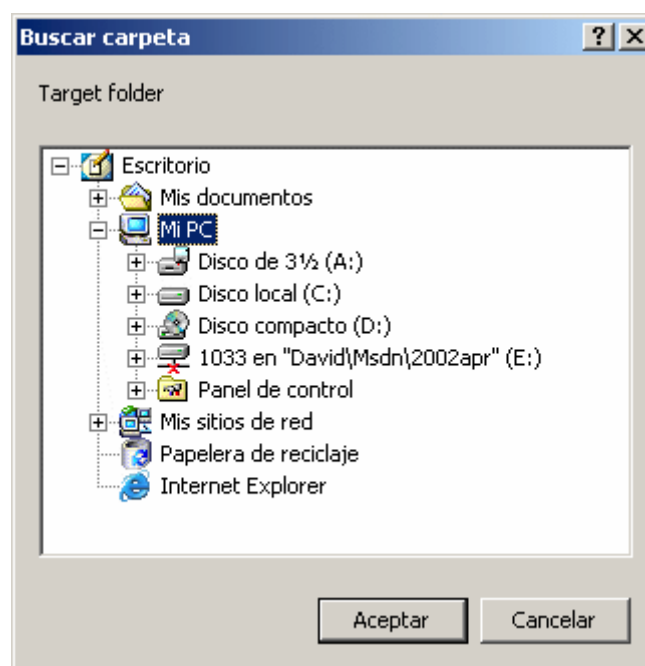 Buscar carpeta
Target folder
Escritorio
Mis documentos
Mi PC
Disco de 3½ (A:)
Disco local (C:)
Disco compacto (D:)
1033 en "David\Msdn\2002apr" (E:)
Panel de control
Mis sitios de red
Papelera de reciclaje
Internet Explorer
Aceptar Cancelar